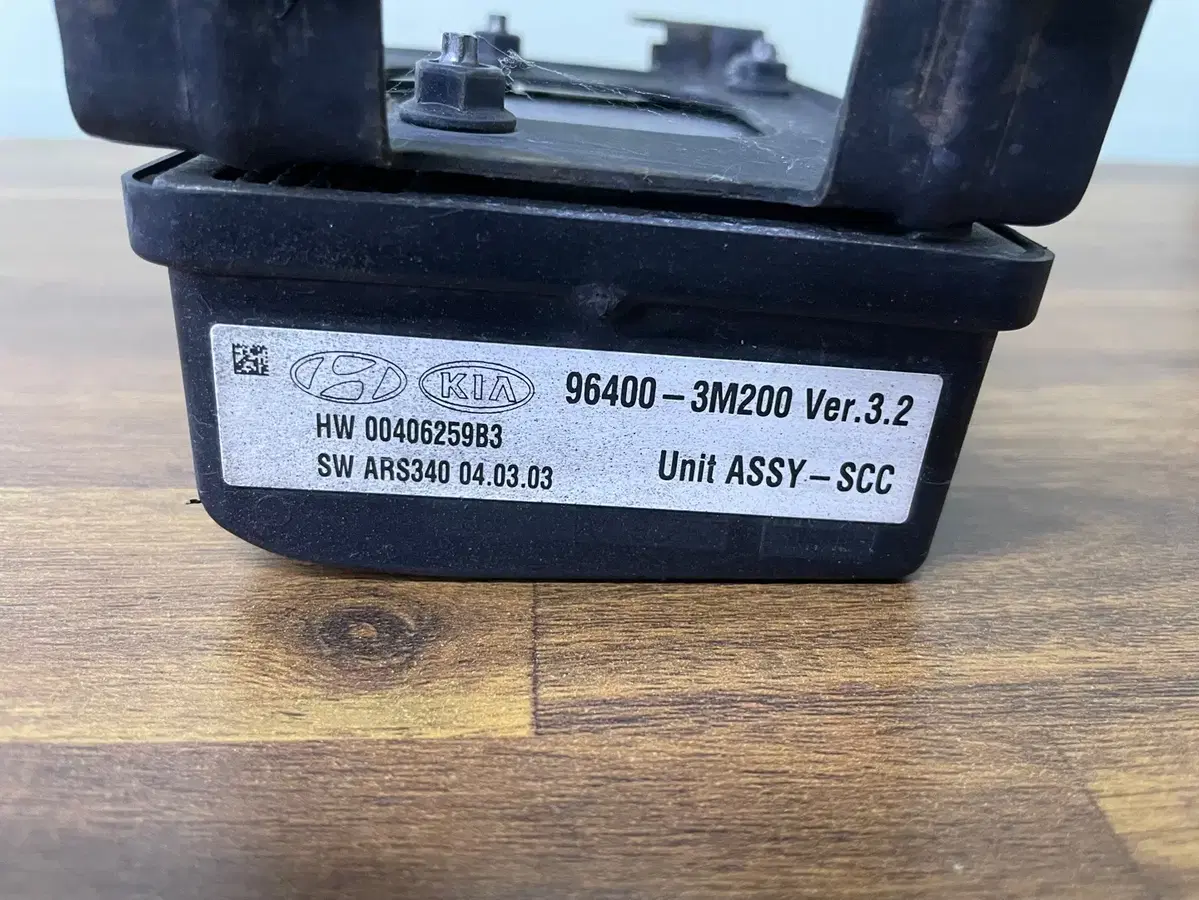 KIA 96400-3M200 Ver.3.2
HW 00406259B3
SW ARS340 04.03.03 Unit ASSY-SCC